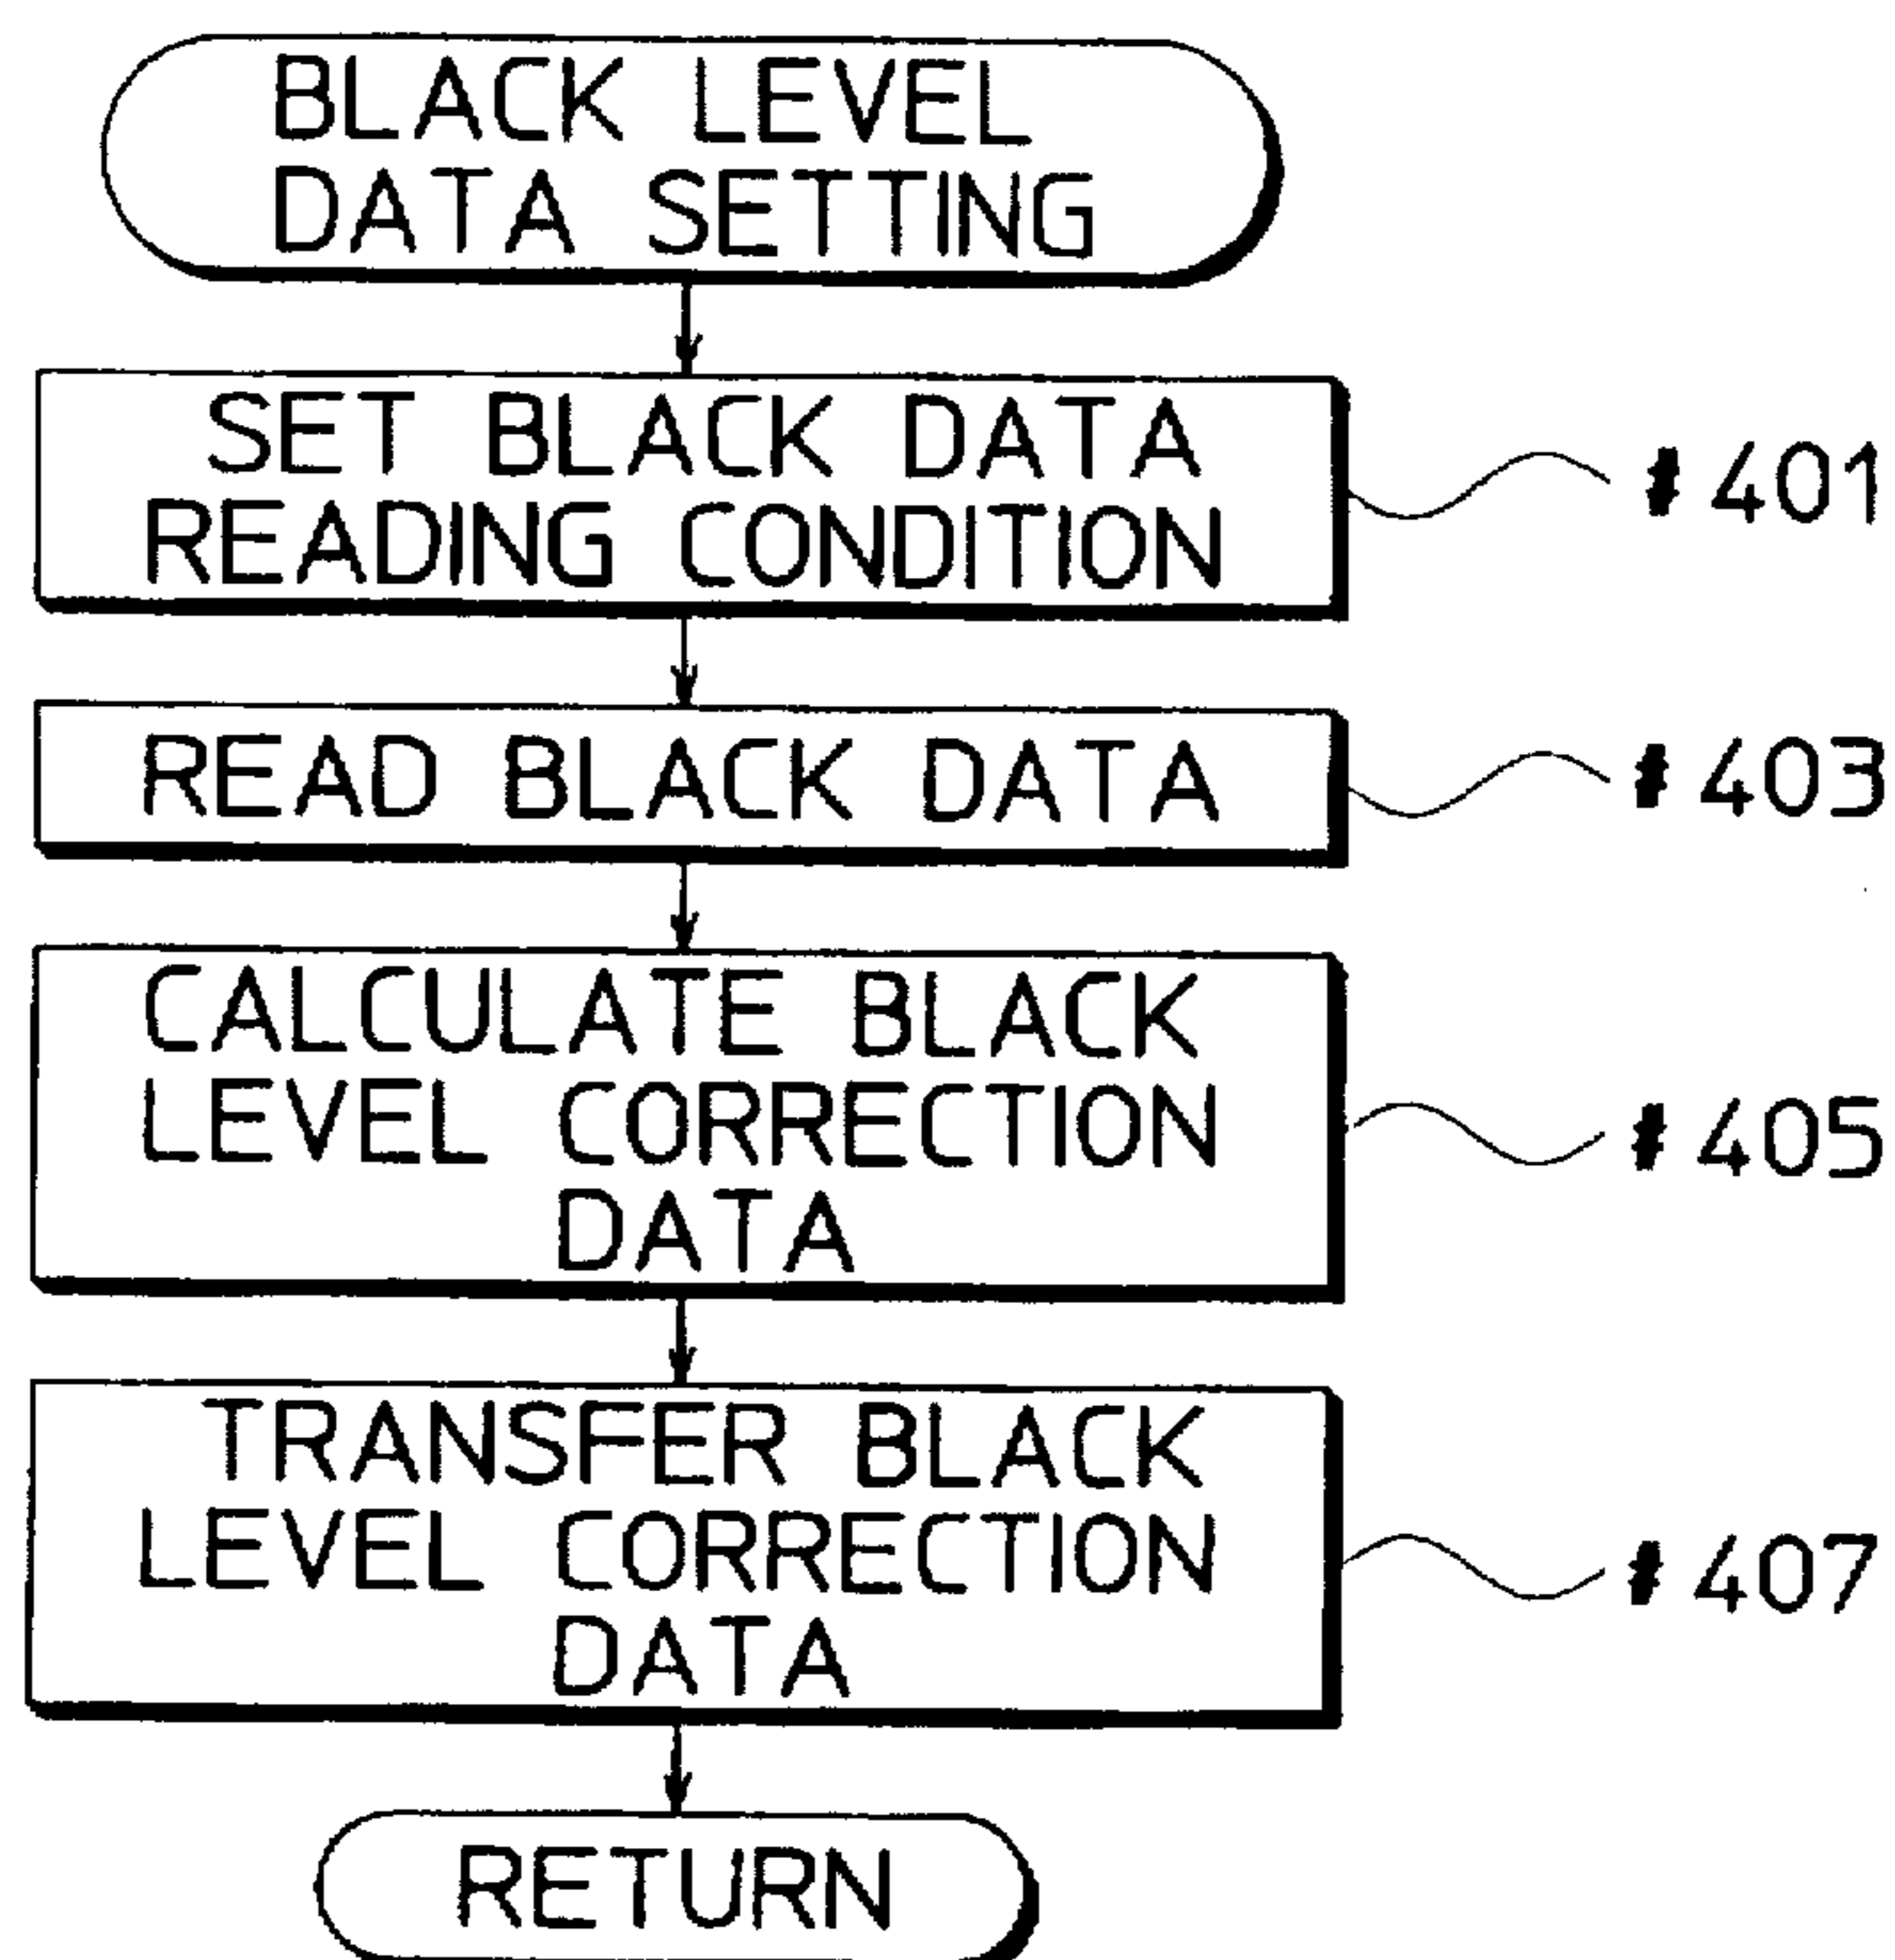 BLACK LEVEL
DATA SETTING
SET BLACK DATA
READING CONDITION
#401
READ BLACK DATA
#403
CALCULATE BLACK
LEVEL CORRECTION
DATA
#405
TRANSFER BLACK
LEVEL CORRECTION
DATA
#407
RETURN